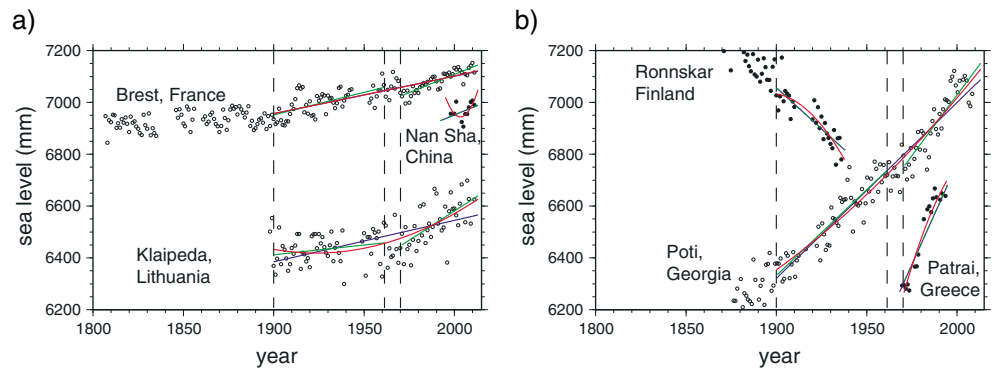 a)
7200
7000
6800
6600
6400
6200
sea level (mm)
Brest, France
Nan Sha,
China
Klaipeda,
Lithuania
1800 1850 1900 1950 2000
year
b)
7200
7000
6800
6600
6400
6200
sea level (mm)
Ronnskar
Finland
Poti,
Georgia
Patrai,
Greece
1800 1850 1900 1950 2000
year